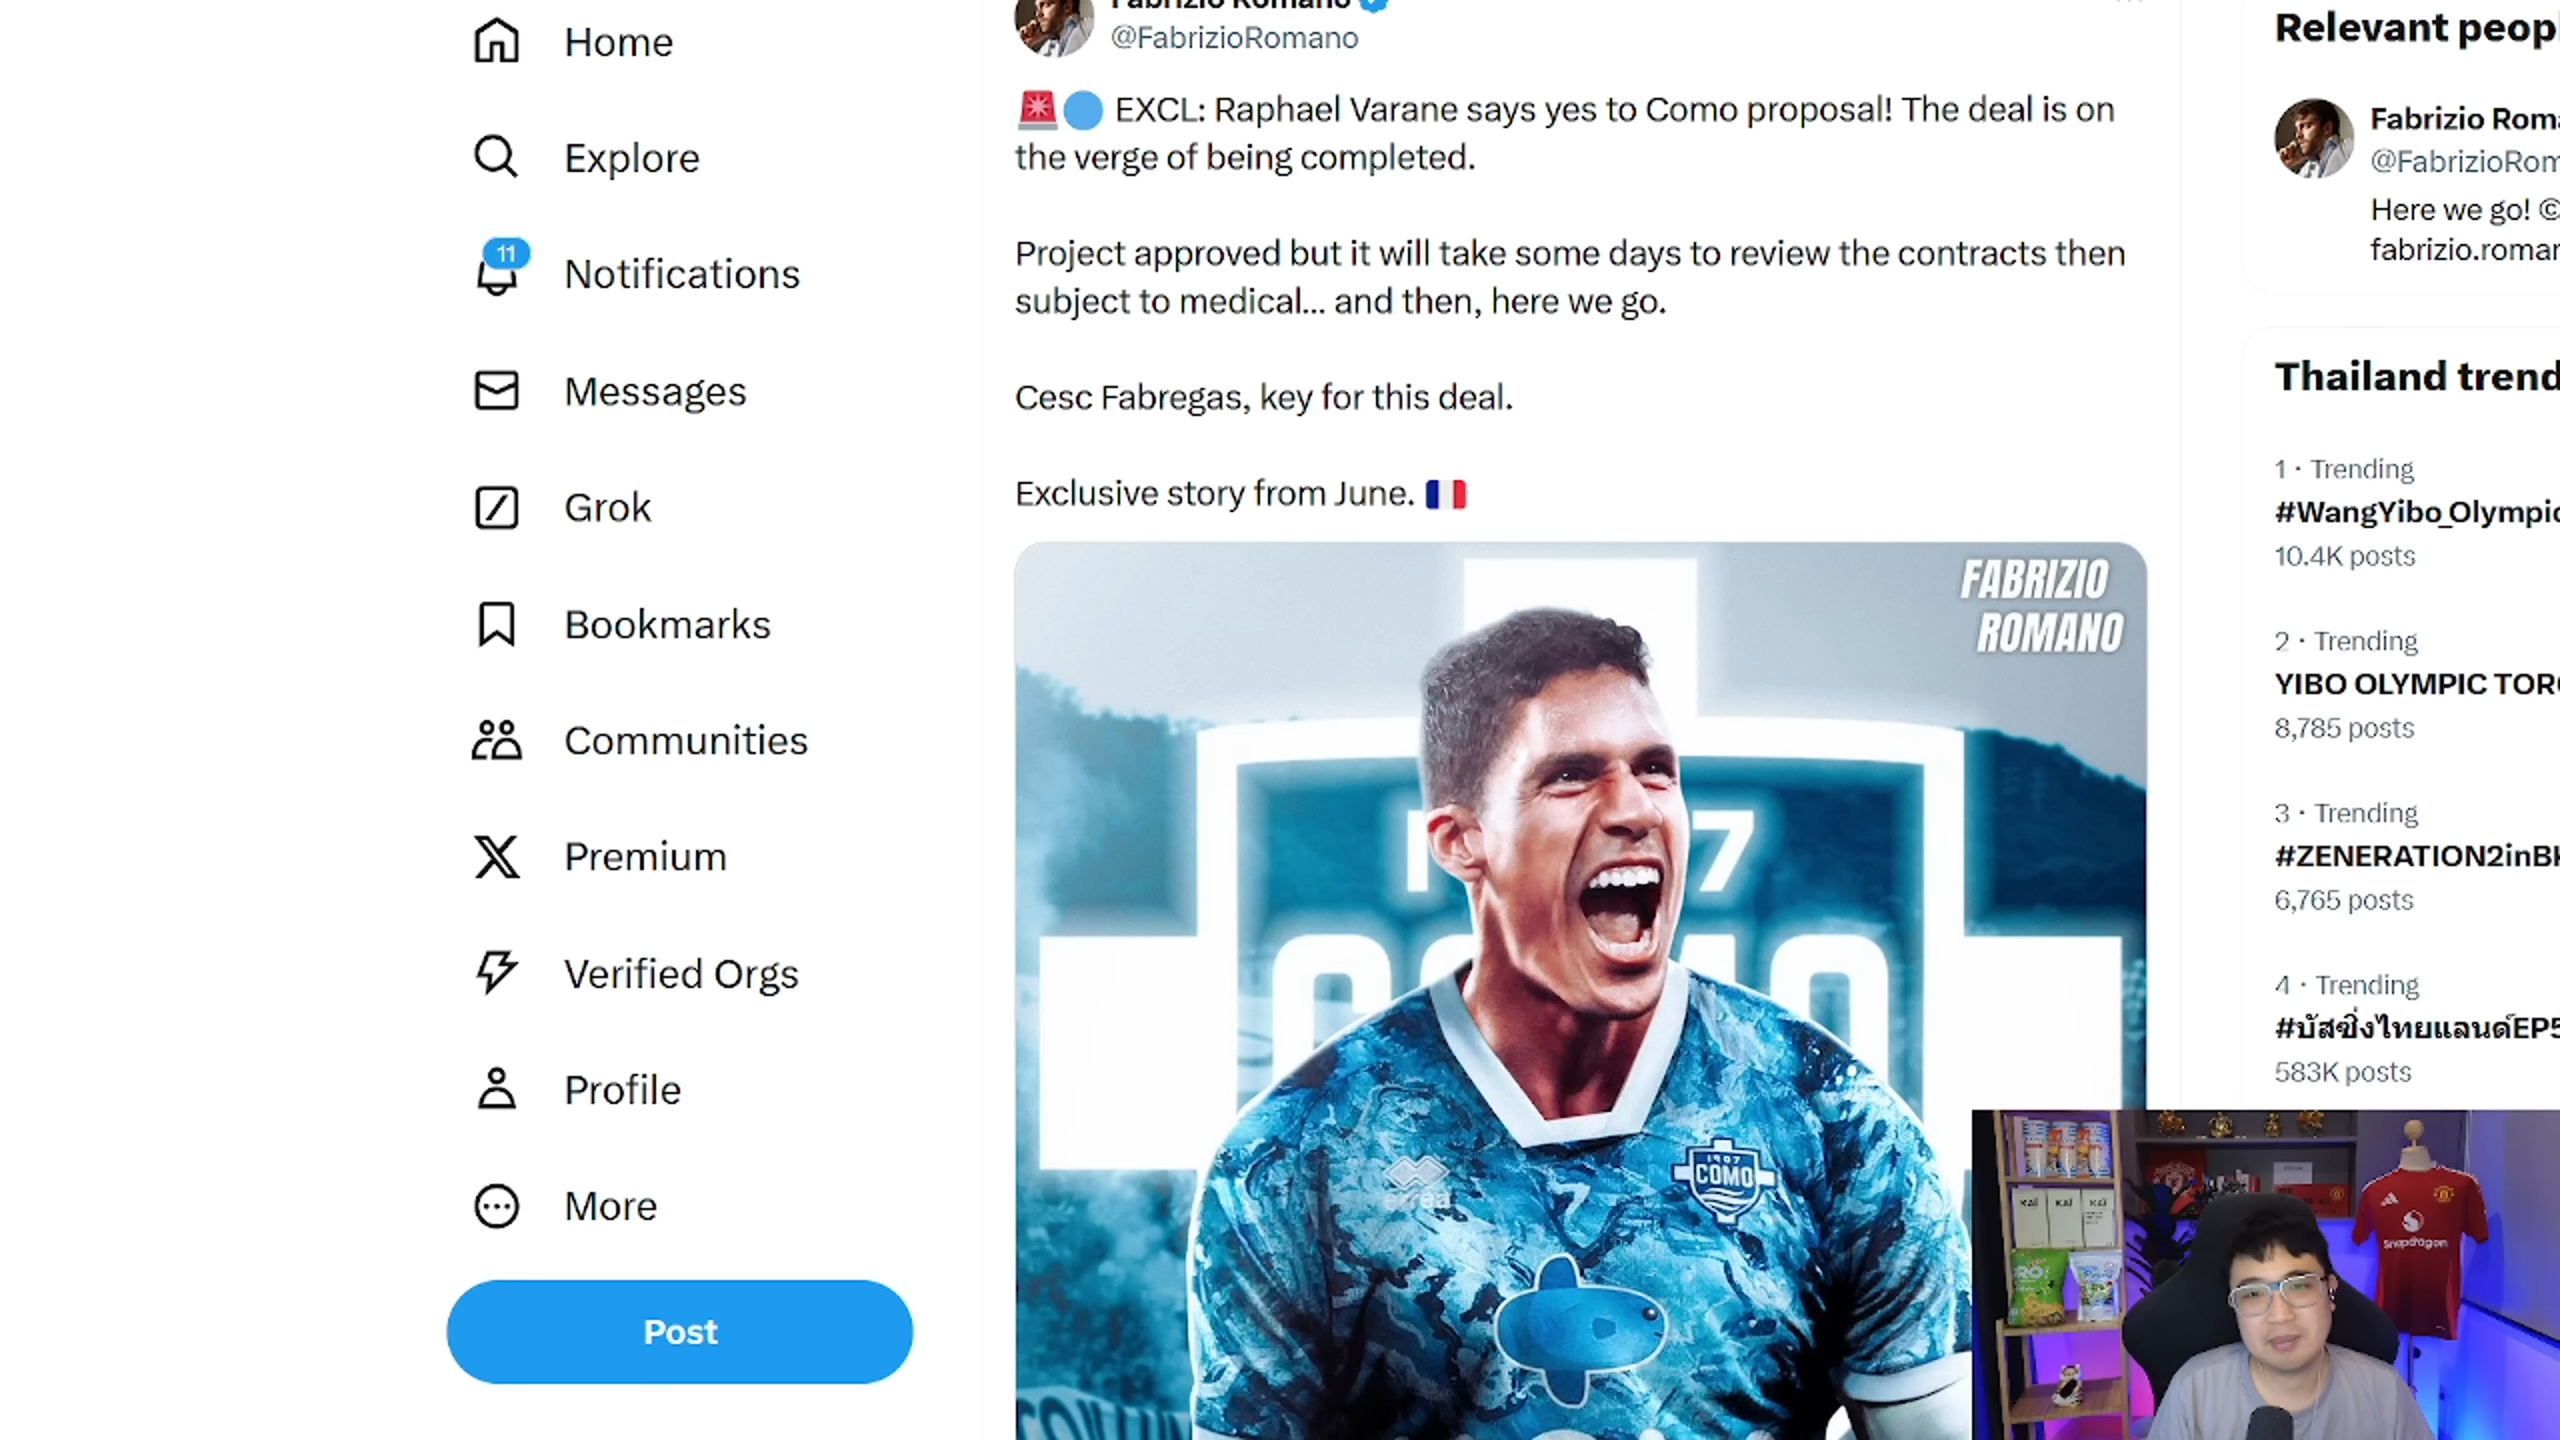 Home
Explore
11
Notifications
Messages
Grok
Bookmarks
Communities
Premium
Verified Orgs
Profile
More
Post
Fabrizio Romano
@FabrizioRomano
EXCL: Raphael Varane says yes to Como proposal! The deal is on
the verge of being completed.
Project approved but it will take some days to review the contracts then
subject to medical... and then, here we go.
Cesc Fabregas, key for this deal.
Exclusive story from June.
FABRIZIO
ROMANO
1907
COMO
Snapdragon
Relevant peop
Fabrizio Rom
@FabrizioRom
Here we go! ©
fabrizio.roman
Thailand trend
1 · Trending
#WangYibo_Olympic
10.4K posts
2 · Trending
YIBO OLYMPIC TOR
8,785 posts
3 · Trending
#ZENERATION2inBK
6,765 posts
4 · Trending
#บัสซิ่งไทยแลนด์EP5
583K posts